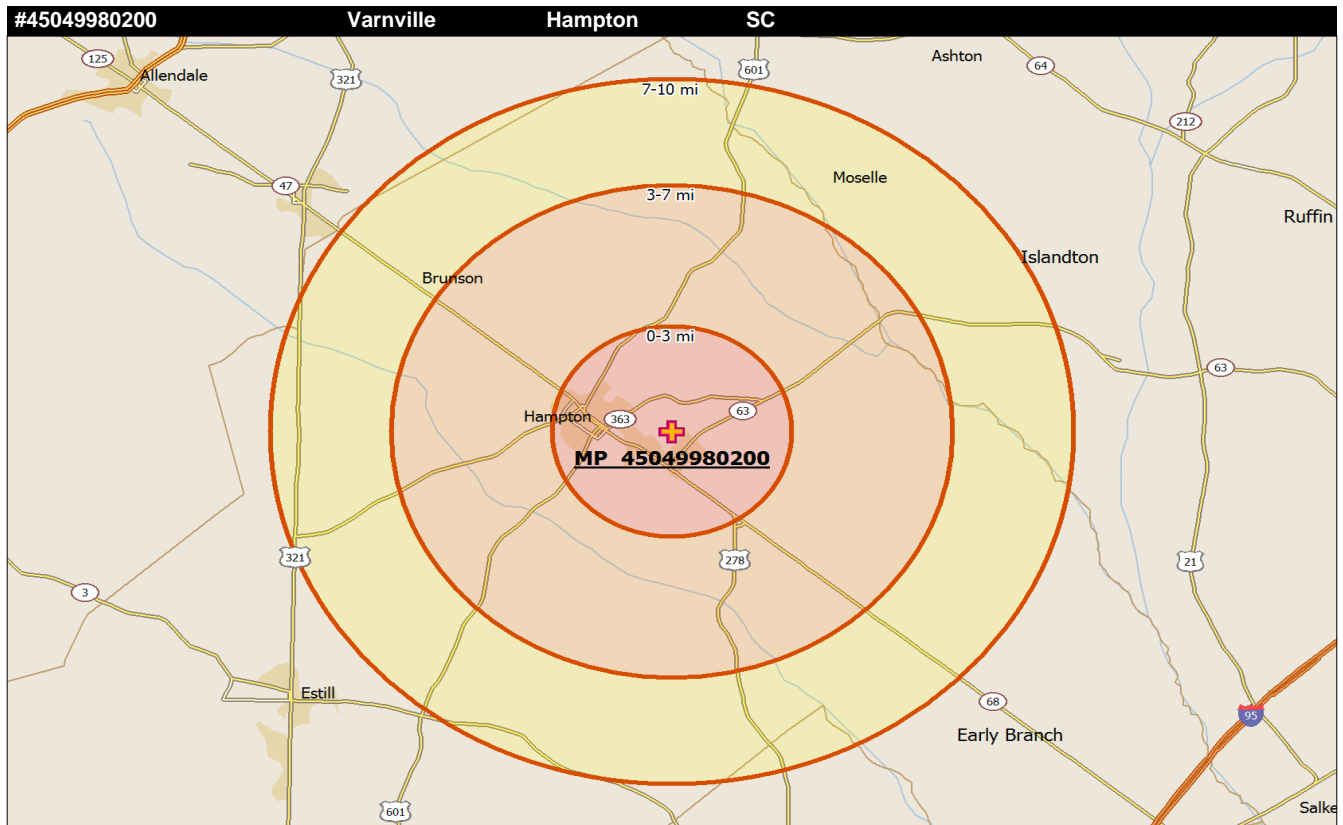 #45049980200 Varnville Hampton SC
125
Allendale
321
601
Ashton
64
7-10 mi
212
47
3-7 mi
Moselle
Ruffin
Brunson
Islandton
0-3 mi
63
Hampton
363
63
MP 45049980200
321
278
21
3
Estill
68
95
Early Branch
601
Salke